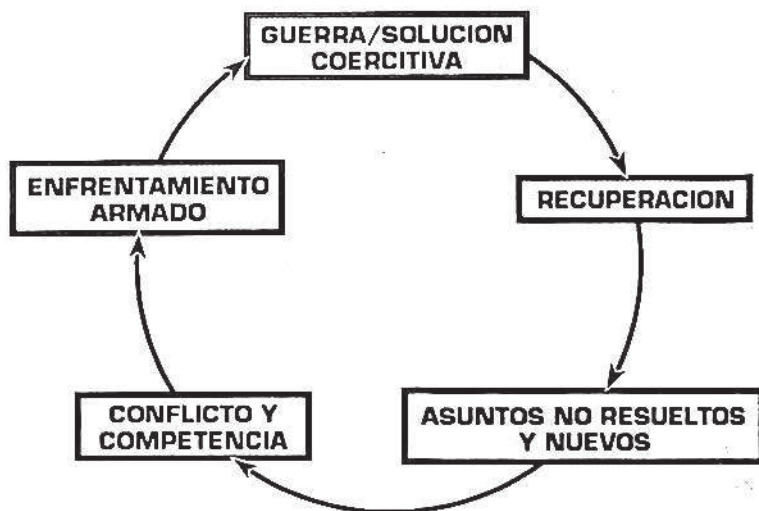 GUERRA/SOLUCION
COERCITIVA
ENFRENTAMIENTO
ARMADO
RECUPERACION
CONFLICTO Y
COMPETENCIA
ASUNTOS NO RESUELTOS
Y NUEVOS